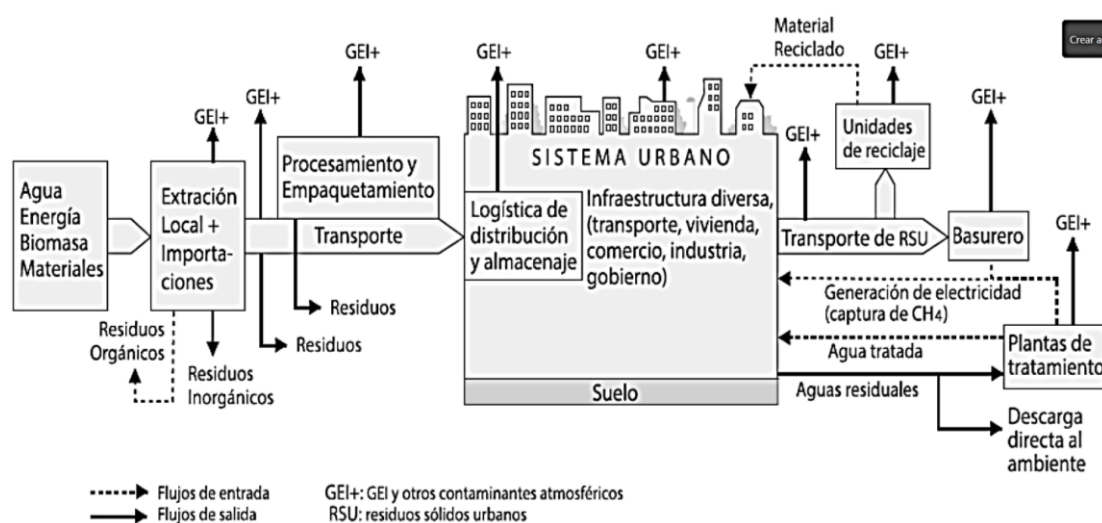 Material
Reciclado
Crear a
GEI+
GEI+
GEI+
GEI+
GEI+
GEI+
GEI+
GEI+
GEI+
Agua
Energía
Biomasa
Materiales
Extracción
Local +
Importa-
ciones
Procesamiento y
Empaquetamiento
Transporte
SISTEMA URBANO
Logística de
distribución
y almacenaje
Infraestructura diversa,
(transporte, vivienda,
comercio, industria,
gobierno)
Unidades
de reciclaje
Transporte de RSU
Basurero
Residuos
Orgánicos
Residuos
Inorgánicos
Residuos
Residuos
Generación de electricidad
(captura de CH4)
Agua tratada
Plantas de
tratamiento
Suelo
Aguas residuales
Descarga
directa al
ambiente
Flujos de entrada
GEI+: GEI y otros contaminantes atmosféricos
Flujos de salida
RSU: residuos sólidos urbanos